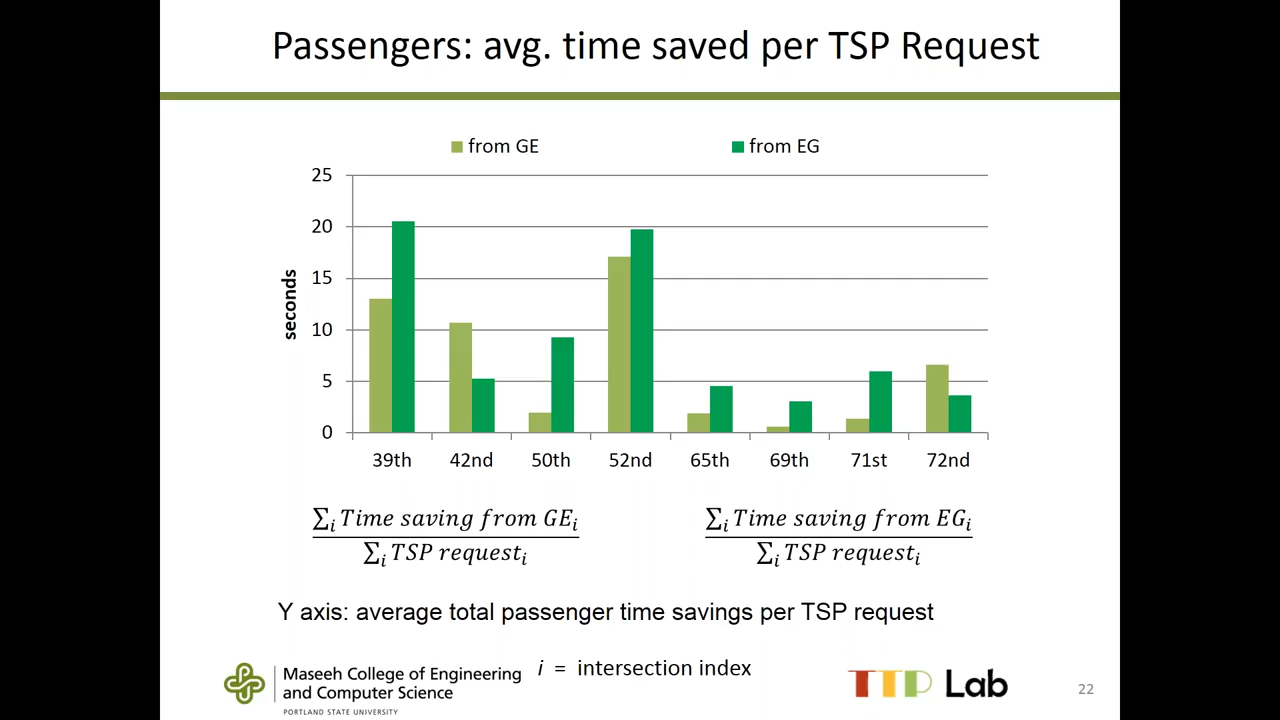 Passengers: avg. time saved per TSP Request
from GE from EG
25
20
15
10
5
0
seconds
39th 42nd 50th 52nd 65th 69th 71st 72nd
∑i Time saving from GEi
∑i TSP requesti
∑i Time saving from EGi
∑i TSP requesti
Y axis: average total passenger time savings per TSP request
i = intersection index
Maseeh College of Engineering
and Computer Science
PORTLAND STATE UNIVERSITY
TTP Lab
22